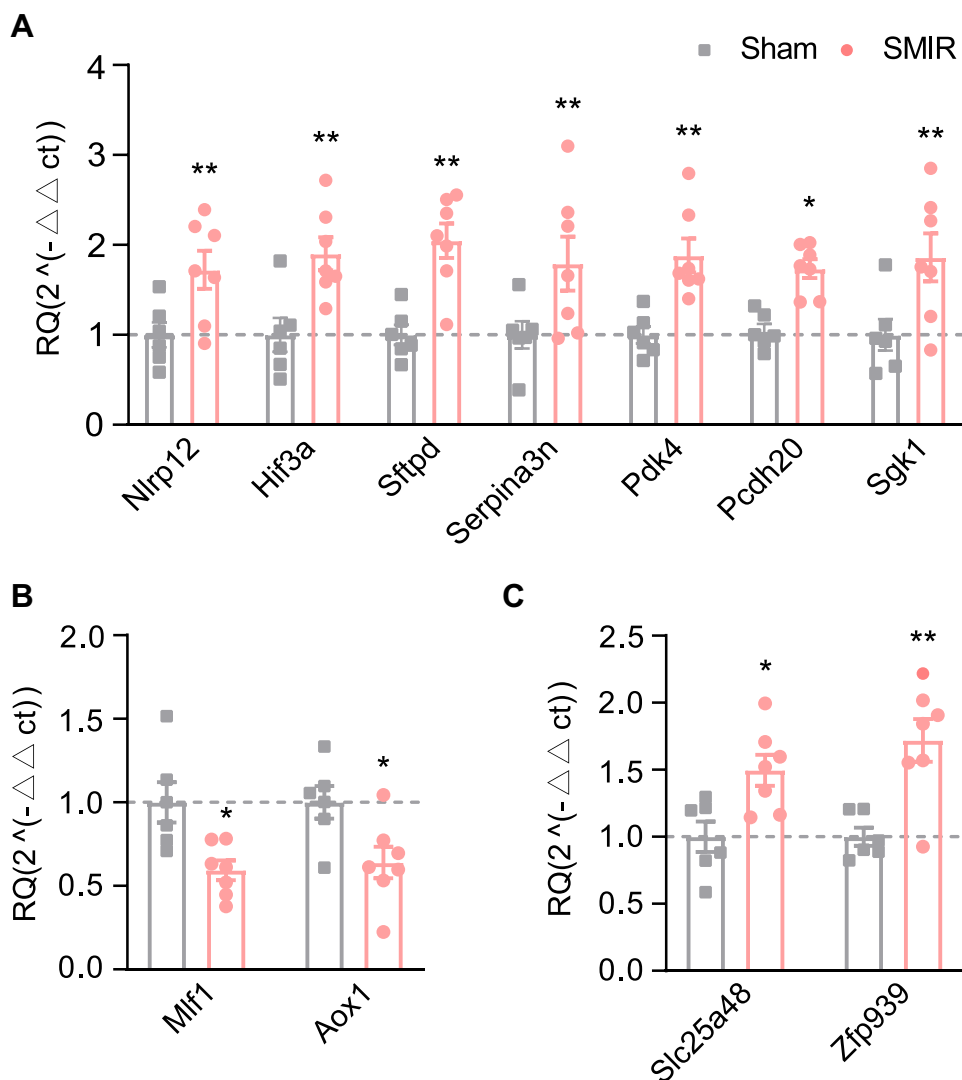 A
Sham SMIR
RQ(2 ^(-△△ ct))
4
3
2
1
0
** ** ** ** ** * **
Nlrp12 Hif3a Sftpd Serpina3n Pdk4 Pcdh20 Sgk1
B
RQ(2 ^(-△△ ct))
2.0
1.5
1.0
0.5
0.0
* *
Mlf1 Aox1
C
RQ(2 ^(-△△ ct))
2.5
2.0
1.5
1.0
0.5
0.0
* **
Slc25a48 Zfp939